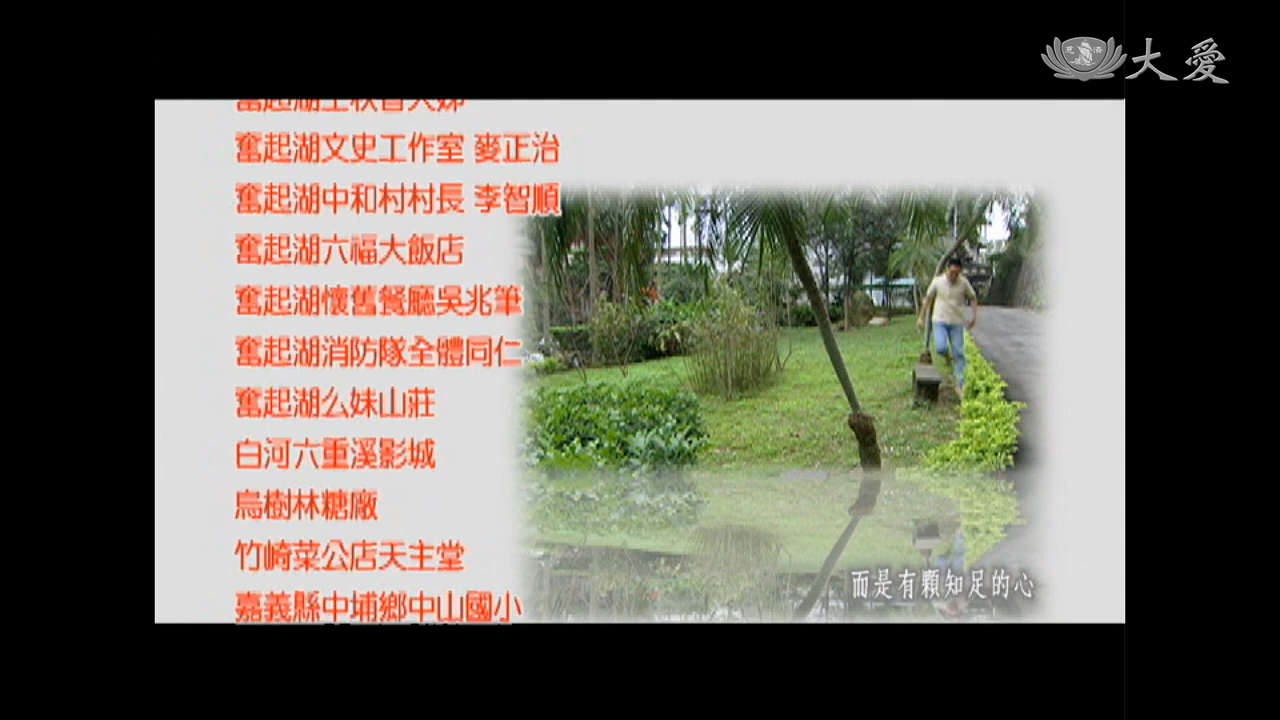 大愛
奮起湖文史工作室 麥正治
奮起湖中和村村長 李智順
奮起湖六福大飯店
奮起湖懷舊餐廳吳兆筆
奮起湖消防隊全體同仁
奮起湖么妹山莊
白河六重溪影城
烏樹林糖廠
竹崎菜公店天主堂
嘉義縣中埔鄉中山國小
而是有顆知足的心